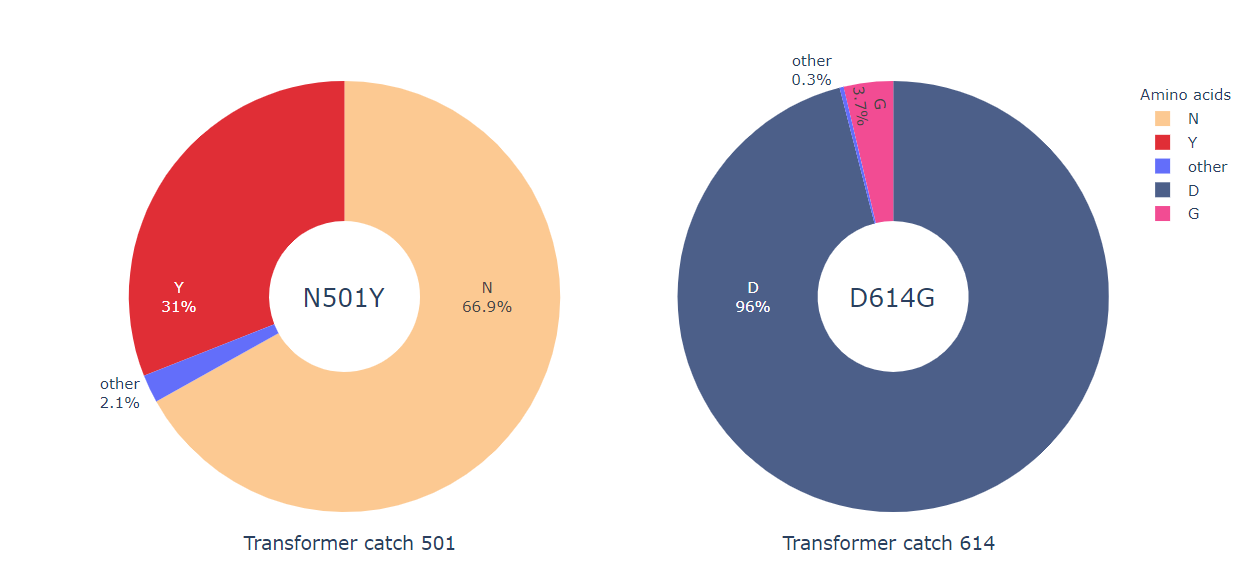 other
0.3%
G
3.7%
Amino acids
N
Y
other
D
G
Y
31%
N501Y
N
66.9%
D
96%
D614G
other
2.1%
Transformer catch 501
Transformer catch 614